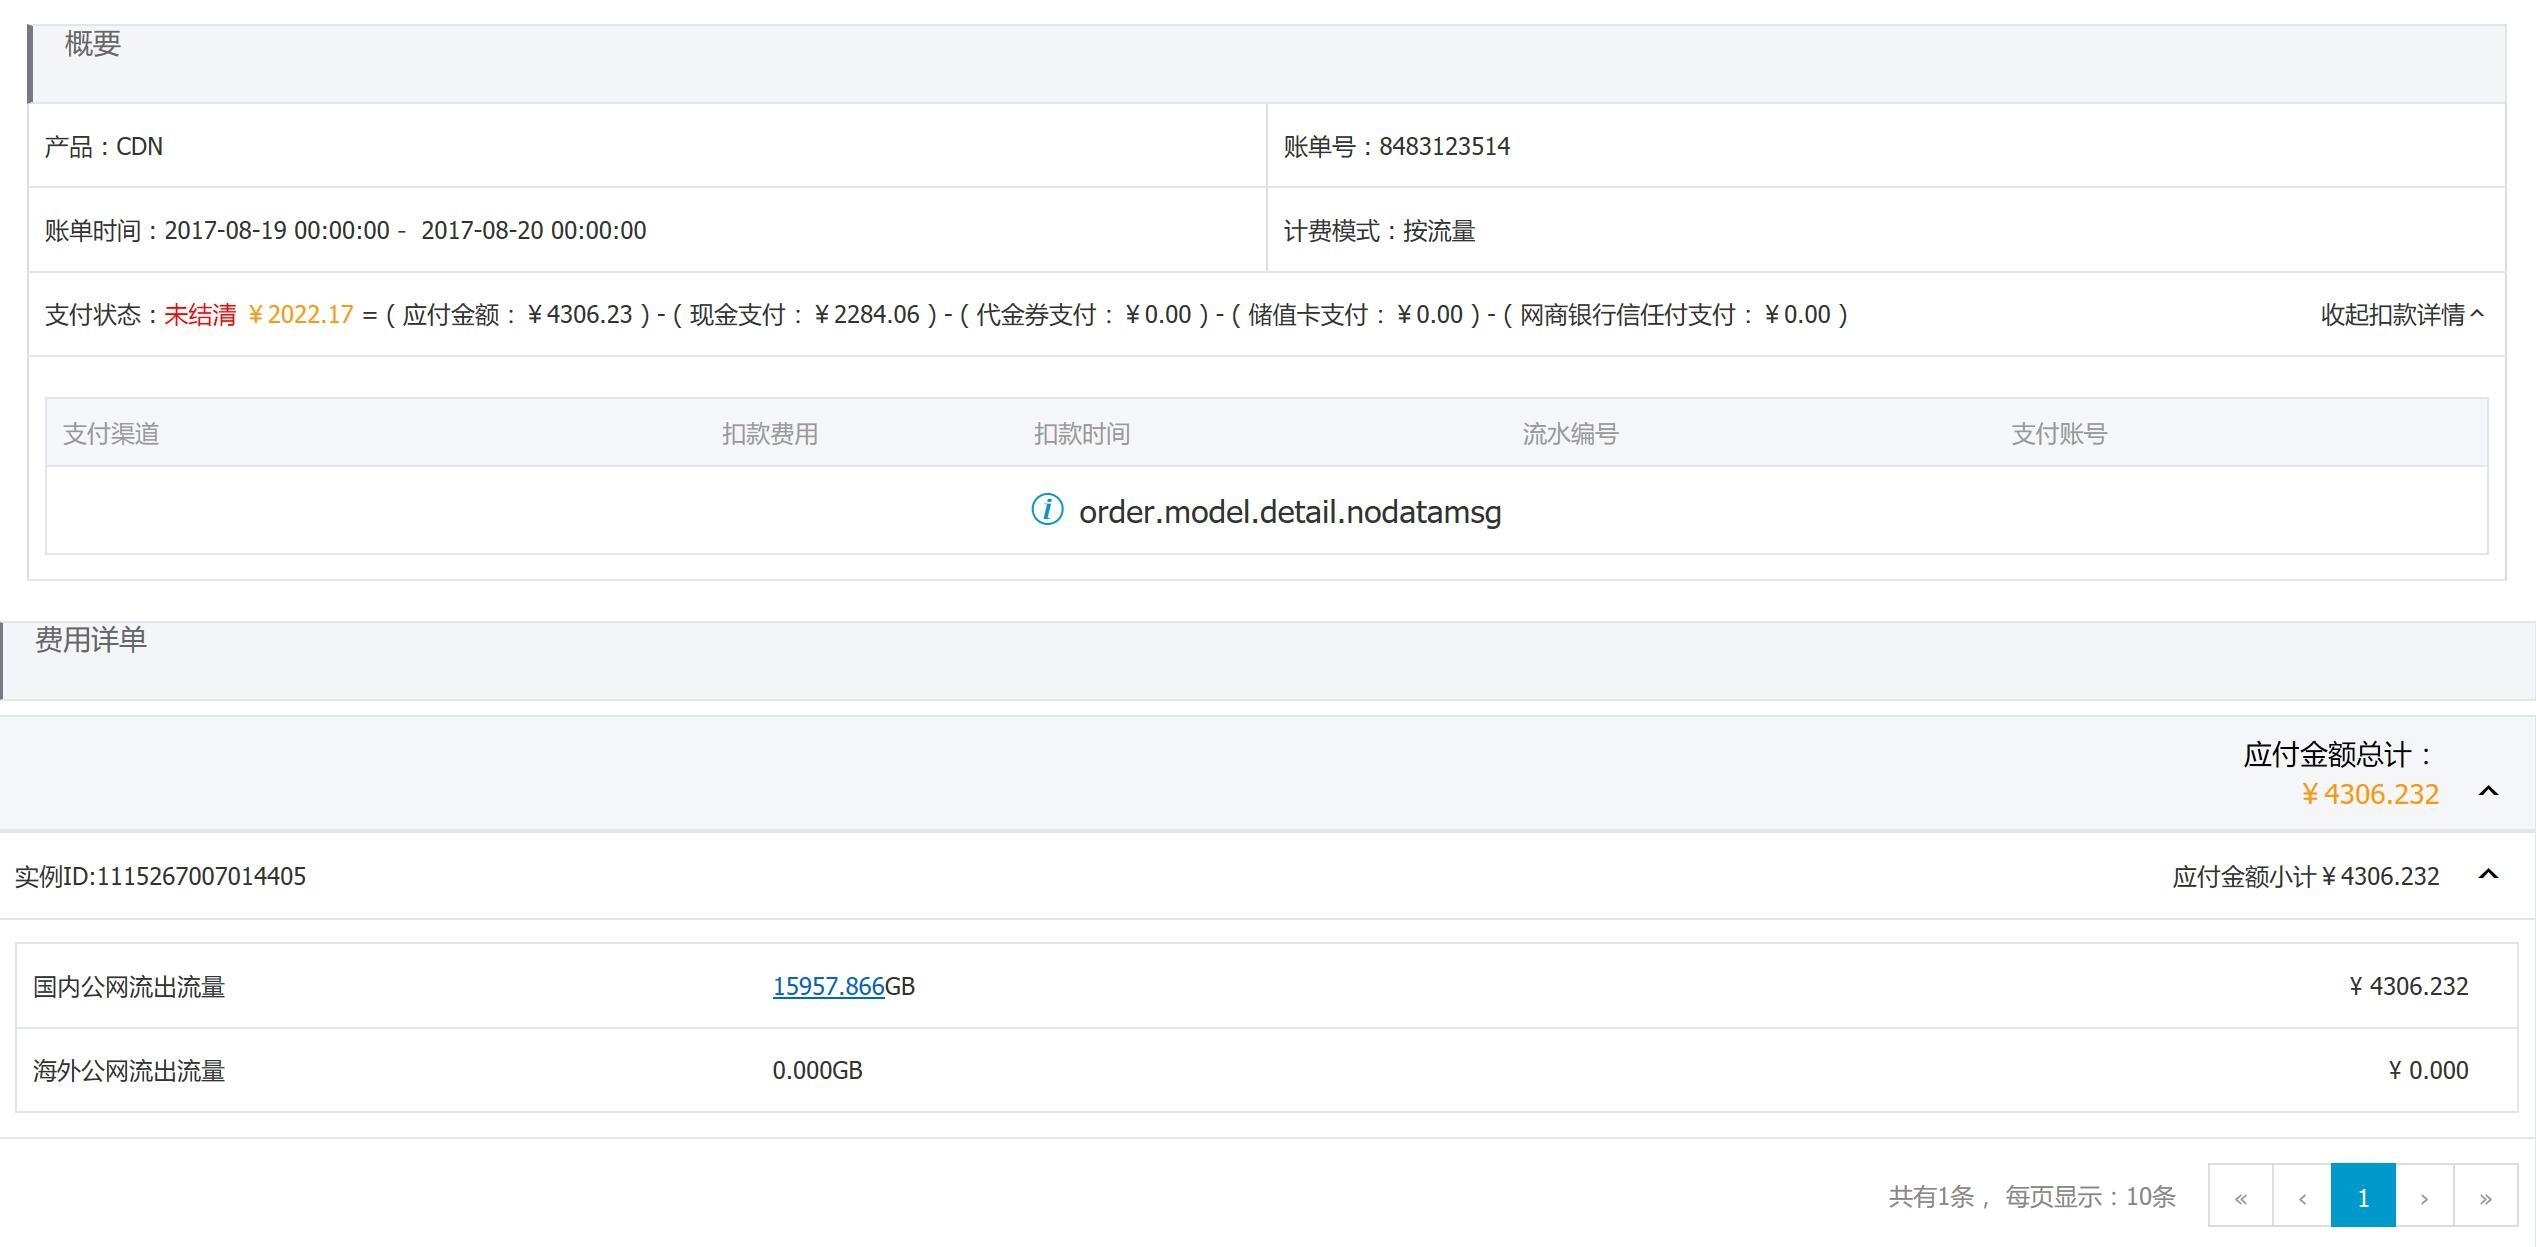 概要
产品：CDN
账单号：8483123514
账单时间：2017-08-19 00:00:00 - 2017-08-20 00:00:00
计费模式：按流量
支付状态：未结清 ￥2022.17 =（ 应付金额：￥4306.23 ）-（ 现金支付：￥2284.06 ）-（ 代金券支付：￥0.00 ）-（ 储值卡支付：￥0.00 ）-（ 网商银行信任付支付：￥0.00 ）
收起扣款详情^
支付渠道 扣款费用 扣款时间 流水编号 支付账号
order.model.detail.nodatamsg
费用详单
应付金额总计：
￥4306.232
实例ID:1115267007014405
应付金额小计￥4306.232
国内公网流出流量 15957.866GB ￥ 4306.232
海外公网流出流量 0.000GB ￥ 0.000
共有1条， 每页显示：10条 « ‹ 1 › »